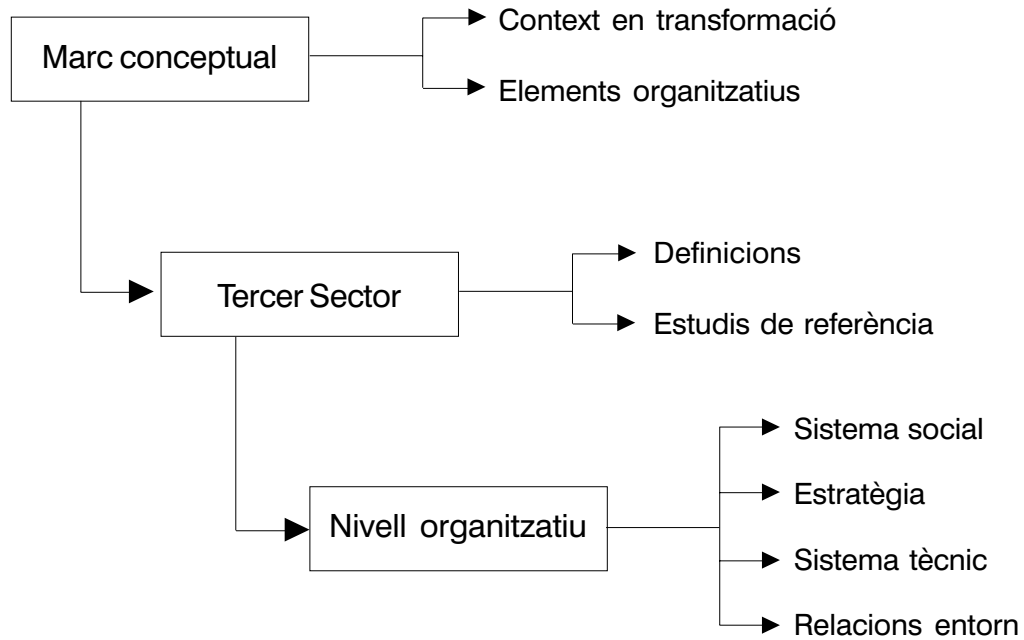 Marc conceptual
Context en transformació
Elements organitzatius
Tercer Sector
Definicions
Estudis de referència
Nivell organitzatiu
Sistema social
Estratègia
Sistema tècnic
Relacions entorn